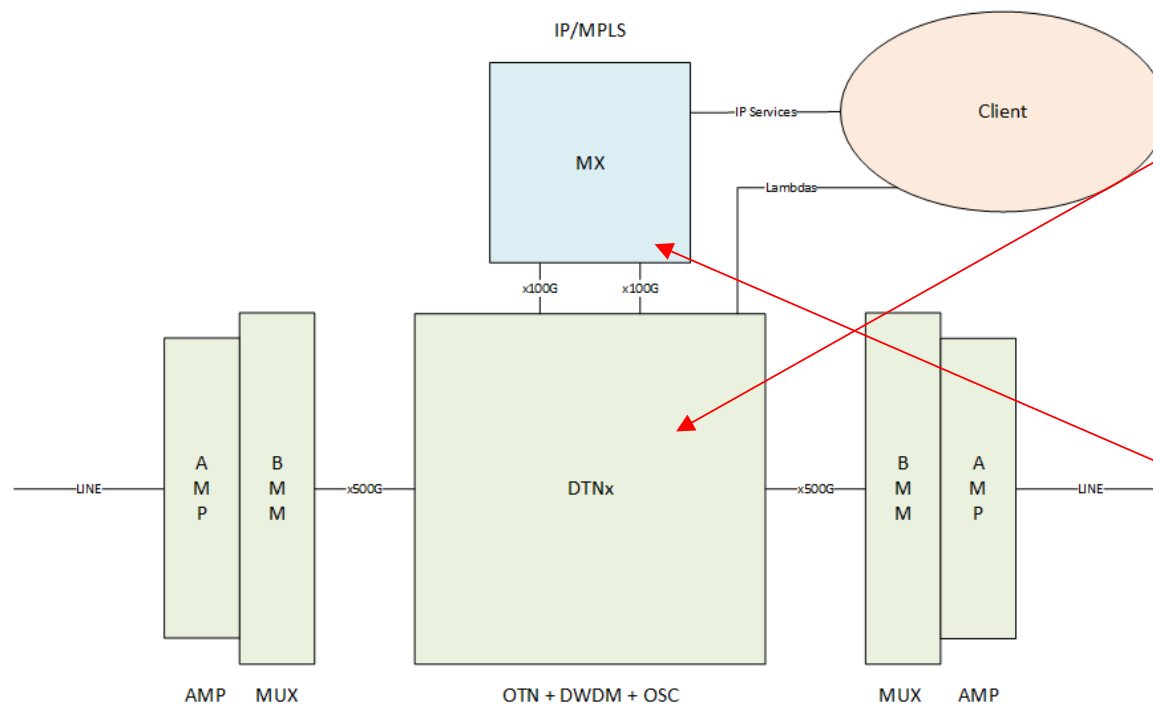 IP/MPLS
MX
IP Services
Client
Lambdas
x100G
x100G
LINE
A
M
P
B
M
M
x500G
DTNx
x500G
B
M
M
A
M
P
LINE
AMP
MUX
OTN + DWDM + OSC
MUX
AMP